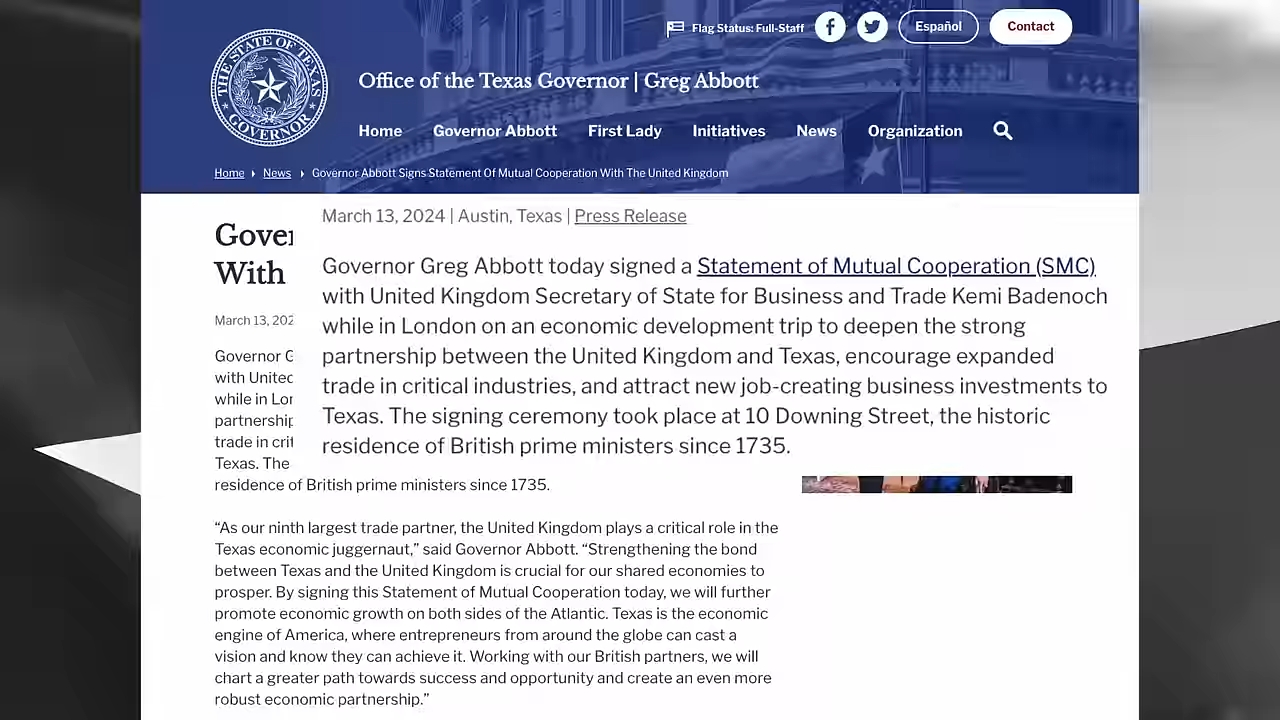 Flag Status: Full-Staff
Español
Contact
THE STATE OF TEXAS
GOVERNOR
Office of the Texas Governor | Greg Abbott
Home
Governor Abbott
First Lady
Initiatives
News
Organization
Home
News
Governor Abbott Signs Statement Of Mutual Cooperation With The United Kingdom
March 13, 2024 | Austin, Texas | Press Release
Governor Greg Abbott today signed a Statement of Mutual Cooperation (SMC)
with United Kingdom Secretary of State for Business and Trade Kemi Badenoch
while in London on an economic development trip to deepen the strong
partnership between the United Kingdom and Texas, encourage expanded
trade in critical industries, and attract new job-creating business investments to
Texas. The signing ceremony took place at 10 Downing Street, the historic
residence of British prime ministers since 1735.
Gover
With
March 13, 202
Governor G
with United
while in Lon
partnership
trade in crit
Texas. The
residence of British prime ministers since 1735.
“As our ninth largest trade partner, the United Kingdom plays a critical role in the
Texas economic juggernaut,” said Governor Abbott. “Strengthening the bond
between Texas and the United Kingdom is crucial for our shared economies to
prosper. By signing this Statement of Mutual Cooperation today, we will further
promote economic growth on both sides of the Atlantic. Texas is the economic
engine of America, where entrepreneurs from around the globe can cast a
vision and know they can achieve it. Working with our British partners, we will
chart a greater path towards success and opportunity and create an even more
robust economic partnership.”